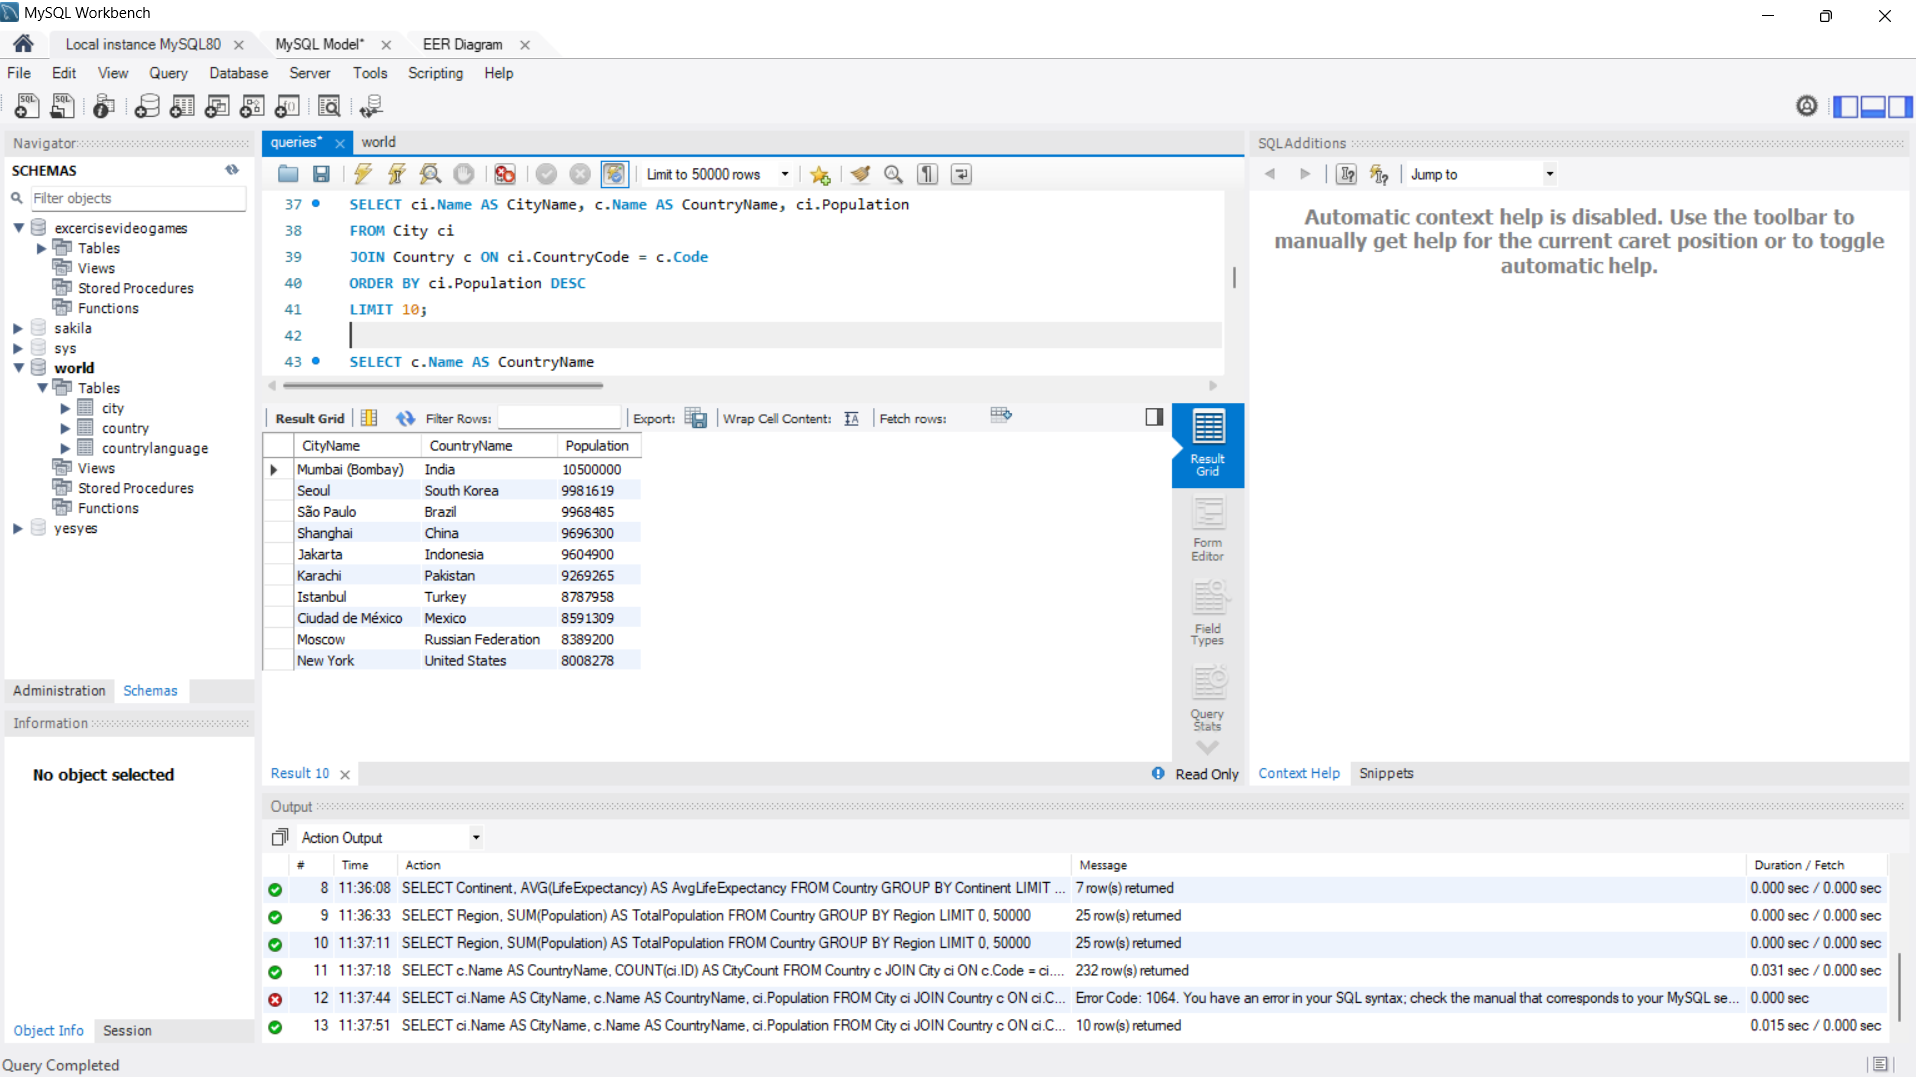 MySQL Workbench
Local instance MySQL80
MySQL Model*
EER Diagram
File Edit View Query Database Server Tools Scripting Help
Navigator
SCHEMAS
Filter objects
excercisevideogames
Tables
Views
Stored Procedures
Functions
sakila
sys
world
Tables
city
country
countrylanguage
Views
Stored Procedures
Functions
yesyes
Administration Schemas
Information
No object selected
Object Info Session
Query Completed
queries* world
Limit to 50000 rows
37 SELECT ci.Name AS CityName, c.Name AS CountryName, ci.Population
38 FROM City ci
39 JOIN Country c ON ci.CountryCode = c.Code
40 ORDER BY ci.Population DESC
41 LIMIT 10;
42
43 SELECT c.Name AS CountryName
Result Grid Filter Rows: Export: Wrap Cell Content: Fetch rows:
CityName CountryName Population
Mumbai (Bombay) India 10500000
Seoul South Korea 9981619
São Paulo Brazil 9968485
Shanghai China 9696300
Jakarta Indonesia 9604900
Karachi Pakistan 9269265
Istanbul Turkey 8787958
Ciudad de México Mexico 8591309
Moscow Russian Federation 8389200
New York United States 8008278
Result Grid
Form Editor
Field Types
Query Stats
Result 10
Read Only
SQLAdditions
Jump to
Automatic context help is disabled. Use the toolbar to
manually get help for the current caret position or to toggle
automatic help.
Context Help Snippets
Output
Action Output
# Time Action Message Duration / Fetch
8 11:36:08 SELECT Continent, AVG(LifeExpectancy) AS AvgLifeExpectancy FROM Country GROUP BY Continent LIMIT ... 7 row(s) returned 0.000 sec / 0.000 sec
9 11:36:33 SELECT Region, SUM(Population) AS TotalPopulation FROM Country GROUP BY Region LIMIT 0, 50000 25 row(s) returned 0.000 sec / 0.000 sec
10 11:37:11 SELECT Region, SUM(Population) AS TotalPopulation FROM Country GROUP BY Region LIMIT 0, 50000 25 row(s) returned 0.000 sec / 0.000 sec
11 11:37:18 SELECT c.Name AS CountryName, COUNT(ci.ID) AS CityCount FROM Country c JOIN City ci ON c.Code = ci.... 232 row(s) returned 0.031 sec / 0.000 sec
12 11:37:44 SELECT ci.Name AS CityName, c.Name AS CountryName, ci.Population FROM City ci JOIN Country c ON ci.C... Error Code: 1064. You have an error in your SQL syntax; check the manual that corresponds to your MySQL se... 0.000 sec
13 11:37:51 SELECT ci.Name AS CityName, c.Name AS CountryName, ci.Population FROM City ci JOIN Country c ON ci.C... 10 row(s) returned 0.015 sec / 0.000 sec